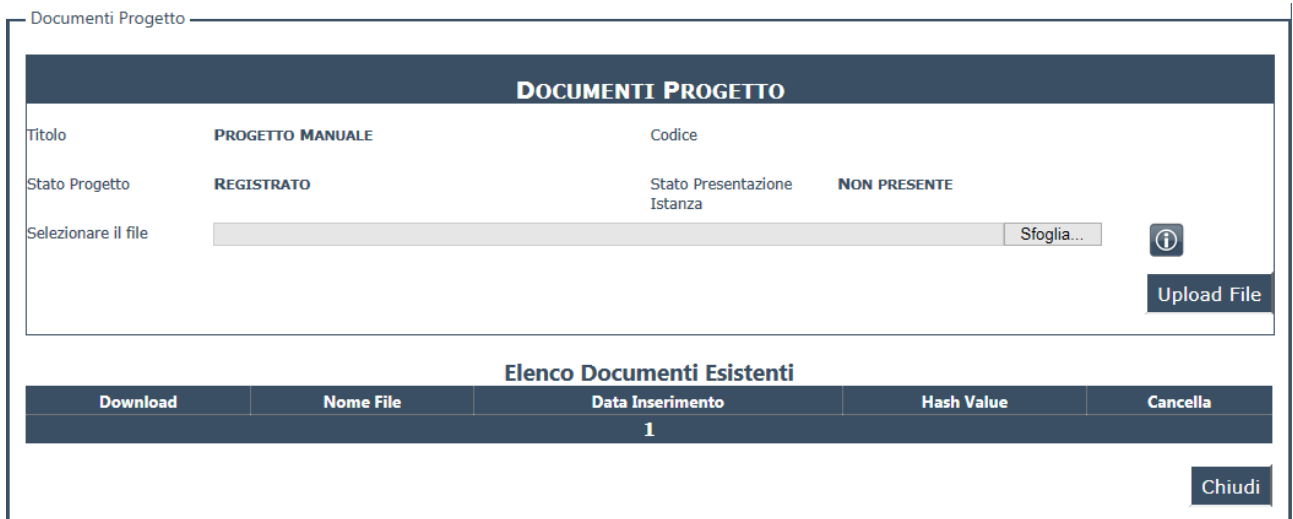 Documenti Progetto
DOCUMENTI PROGETTO
Titolo PROGETTO MANUALE Codice
Stato Progetto REGISTRATO Stato Presentazione Istanza NON PRESENTE
Selezionare il file Sfoglia...
Upload File
Elenco Documenti Esistenti
Download Nome File Data Inserimento Hash Value Cancella
1
Chiudi